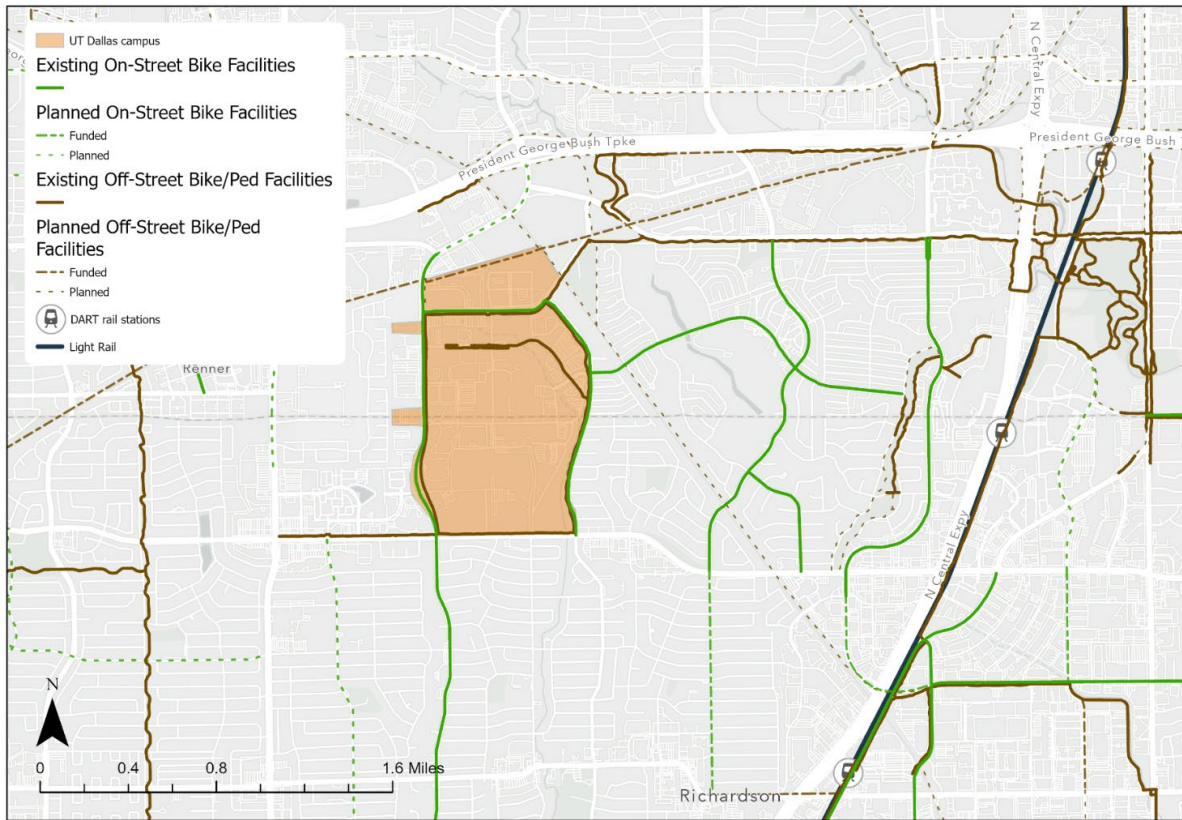 UT Dallas campus
Existing On-Street Bike Facilities
Planned On-Street Bike Facilities
Funded
Planned
Existing Off-Street Bike/Ped Facilities
Planned Off-Street Bike/Ped
Facilities
Funded
Planned
DART rail stations
Light Rail
N Central Expy
President George Bush Tpke
President George Bush
Renner
N Central Expy
N
0 0.4 0.8 1.6 Miles
Richardson